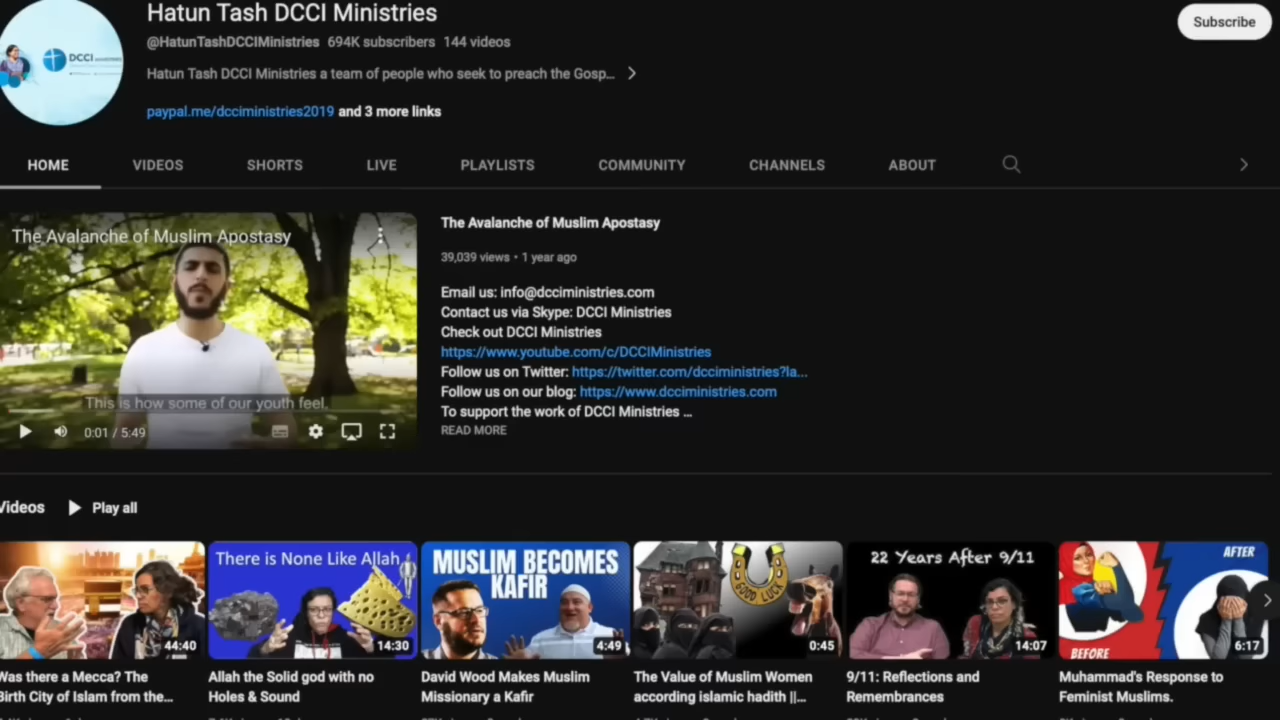 Hatun Tash DCCI Ministries
@HatunTashDCCIMinistries 694K subscribers 144 videos
Hatun Tash DCCI Ministries a team of people who seek to preach the Gosp...
paypal.me/dcciministries2019 and 3 more links
Subscribe
DCCI
HOME VIDEOS SHORTS LIVE PLAYLISTS COMMUNITY CHANNELS ABOUT
The Avalanche of Muslim Apostasy
This is how some of our youth feel.
0:01 / 5:49
The Avalanche of Muslim Apostasy
39,039 views • 1 year ago
Email us: info@dcciministries.com
Contact us via Skype: DCCI Ministries
Check out DCCI Ministries
https://www.youtube.com/c/DCCIMinistries
Follow us on Twitter: https://twitter.com/dcciministries?la...
Follow us on our blog: https://www.dcciministries.com
To support the work of DCCI Ministries ...
READ MORE
Videos Play all
44:40
Was there a Mecca? The
Birth City of Islam from the...
There is None Like Allah
14:30
Allah the Solid god with no
Holes & Sound
MUSLIM BECOMES
KAFIR
4:49
David Wood Makes Muslim
Missionary a Kafir
GOOD LUCK
0:45
The Value of Muslim Women
according islamic hadith ||...
22 Years After 9/11
14:07
9/11: Reflections and
Remembrances
AFTER
BEFORE
6:17
Muhammad's Response to
Feminist Muslims.